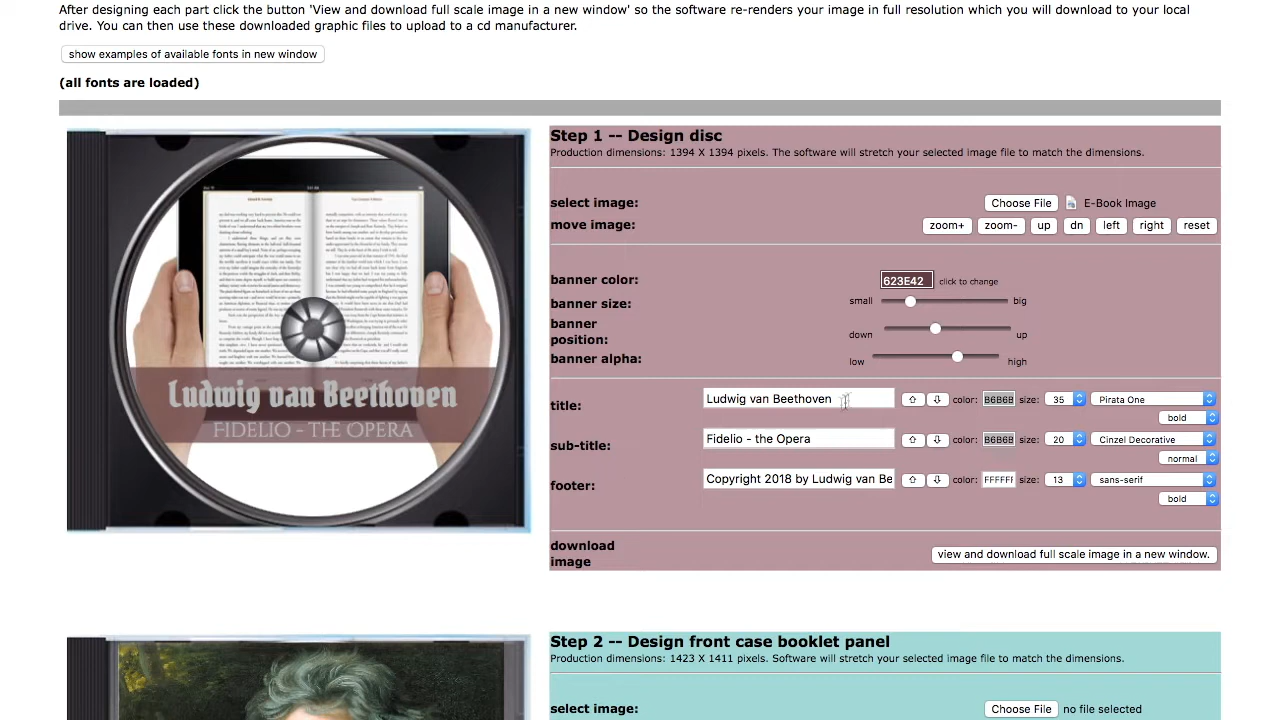 After designing each part click the button 'View and download full scale image in a new window' so the software re-renders your image in full resolution which you will download to your local
drive. You can then use these downloaded graphic files to upload to a cd manufacturer.
show examples of available fonts in new window
(all fonts are loaded)
Ludwig van Beethoven
FIDELIO - THE OPERA
Step 1 -- Design disc
Production dimensions: 1394 X 1394 pixels. The software will stretch your selected image file to match the dimensions.
select image: Choose File E-Book Image
move image: zoom+ zoom- up dn left right reset
banner color: 623E42 click to change
banner size: small big
banner position: down up
banner alpha: low high
title: Ludwig van Beethoven color: B6B6B size: 35 Pirata One
bold
sub-title: Fidelio - the Opera color: B6B6B size: 20 Cinzel Decorative
normal
footer: Copyright 2018 by Ludwig van Be color: FFFFFF size: 13 sans-serif
bold
download
image view and download full scale image in a new window.
Step 2 -- Design front case booklet panel
Production dimensions: 1423 X 1411 pixels. Software will stretch your selected image file to match the dimensions.
select image: Choose File no file selected